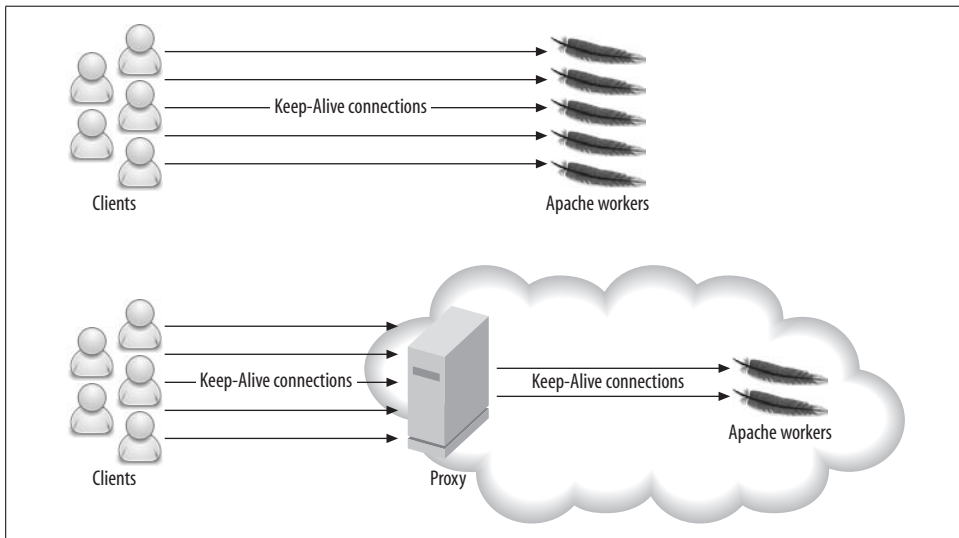 Keep-Alive connections
Clients
Apache workers
Keep-Alive connections
Keep-Alive connections
Apache workers
Clients
Proxy